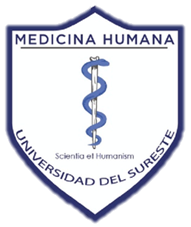 MEDICINA HUMANA
Scientia et Humanism
UNIVERSIDAD DEL SURESTE